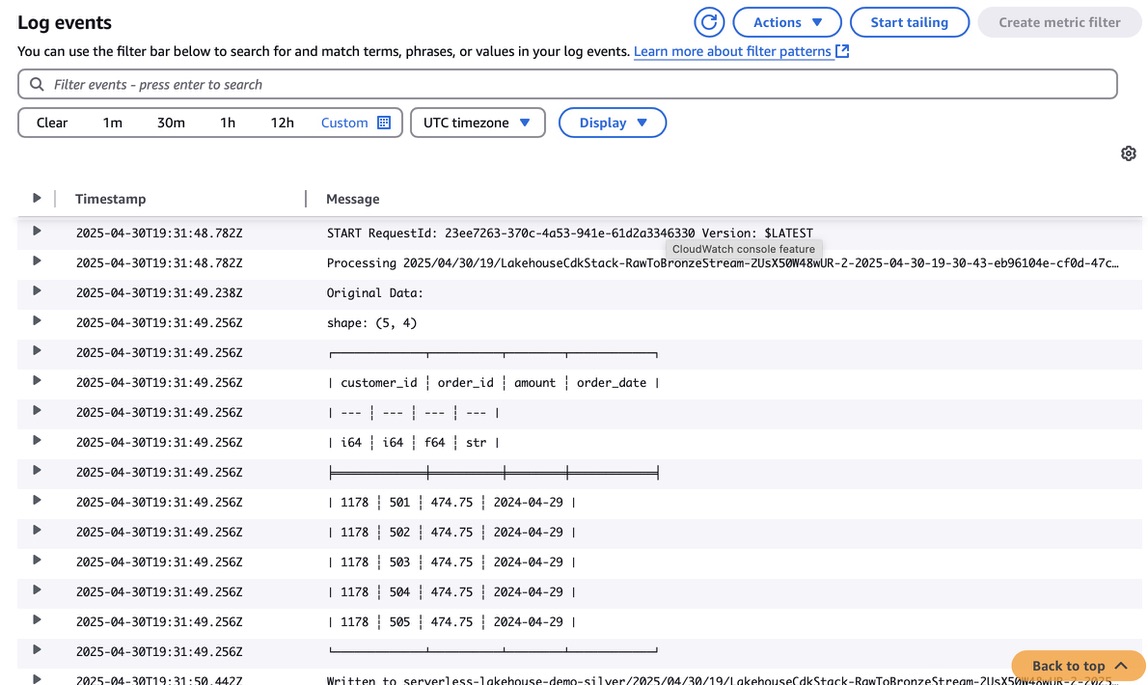 Log events
Actions
Start tailing
Create metric filter
You can use the filter bar below to search for and match terms, phrases, or values in your log events. Learn more about filter patterns
Filter events - press enter to search
Clear 1m 30m 1h 12h Custom UTC timezone Display
Timestamp Message
2025-04-30T19:31:48.782Z START RequestId: 23ee7263-370c-4a53-941e-61d2a3346330 Version: $LATEST
CloudWatch console feature
2025-04-30T19:31:48.782Z Processing 2025/04/30/19/LakehouseCdkStack-RawToBronzeStream-ZUsX50W48wUR-2-2025-04-30-19-30-43-eb96104e-cf0d-47c…
2025-04-30T19:31:49.238Z Original Data:
2025-04-30T19:31:49.256Z shape: (5, 4)
2025-04-30T19:31:49.256Z
2025-04-30T19:31:49.256Z | customer_id ┆ order_id ┆ amount ┆ order_date |
2025-04-30T19:31:49.256Z | --- ┆ --- ┆ --- ┆ --- |
2025-04-30T19:31:49.256Z | i64 ┆ i64 ┆ f64 ┆ str |
2025-04-30T19:31:49.256Z
2025-04-30T19:31:49.256Z | 1178 ┆ 501 ┆ 474.75 ┆ 2024-04-29 |
2025-04-30T19:31:49.256Z | 1178 ┆ 502 ┆ 474.75 ┆ 2024-04-29 |
2025-04-30T19:31:49.256Z | 1178 ┆ 503 ┆ 474.75 ┆ 2024-04-29 |
2025-04-30T19:31:49.256Z | 1178 ┆ 504 ┆ 474.75 ┆ 2024-04-29 |
2025-04-30T19:31:49.256Z | 1178 ┆ 505 ┆ 474.75 ┆ 2024-04-29 |
2025-04-30T19:31:49.256Z
Back to top
2025-04-30T19:31:50.442Z Written to serverless-lakehouse-demo-silver/2025/04/30/19/LakehouseCdkStack-RawToBronzeStream-ZUsX50W48wUR-2-2025…